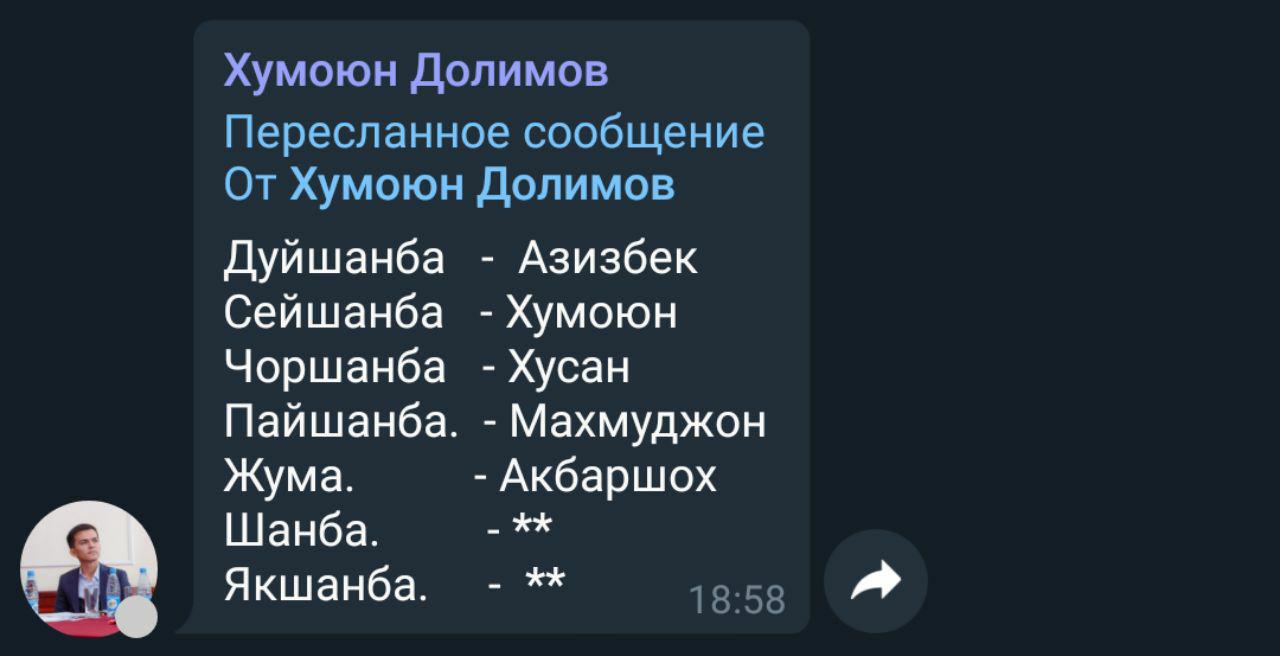 Хумоюн Долимов
Пересланное сообщение
От Хумоюн Долимов
Дуйшанба - Азизбек
Сейшанба - Хумоюн
Чоршанба - Хусан
Пайшанба. - Махмуджон
Жума. - Акбаршох
Шанба. - **
Якшанба. - **
18:58